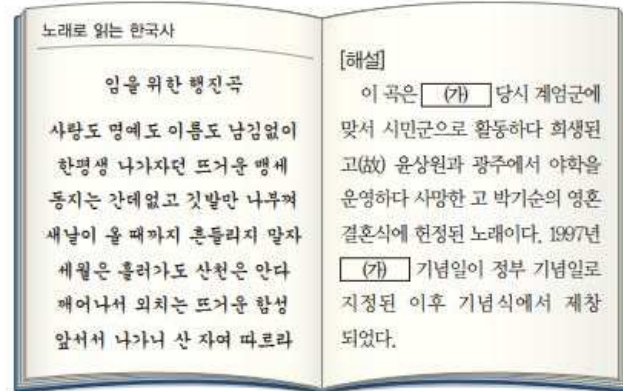 노래로 읽는 한국사
임을 위한 행진곡
사랑도 명예도 이름도 남김없이
한평생 나가자던 뜨거운 맹세
동지는 간데없고 깃발만 나부껴
새날이 올 때까지 흔들리지 말자
세월은 흘러가도 산천은 안다
깨어나서 외치는 뜨거운 함성
앞서서 나가니 산 자여 따르라
[해설]
이 곡은 (가) 당시 계엄군에
맞서 시민군으로 활동하다 희생된
고(故) 윤상원과 광주에서 야학을
운영하다 사망한 고 박기순의 영혼
결혼식에 헌정된 노래이다. 1997년
(가) 기념일이 정부 기념일로
지정된 이후 기념식에서 제창
되었다.